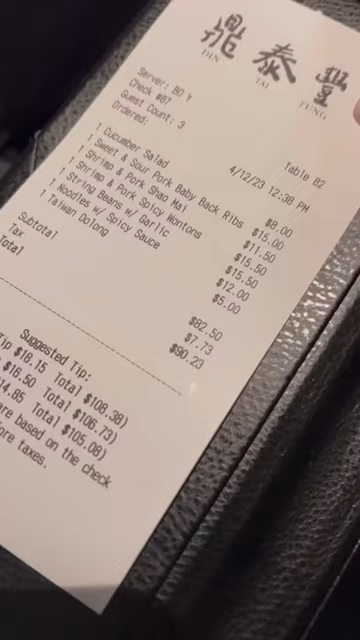 鼎泰豐
DIN TAI FUNG
Server: BO Y
Check #87 Table 82
Guest Count: 3
Ordered: 4/12/23 12:38 PM
1 Cucumber Salad $8.00
1 Sweet & Sour Pork Baby Back Ribs $15.00
1 Shrimp & Pork Shao Mai $11.50
1 Shrimp & Pork Spicy Wontons $15.50
1 String Beans w/ Garlic $15.50
1 Noodles w/ Spicy Sauce $12.00
1 Taiwan Oolong $5.00
Subtotal $82.50
Tax $7.73
Total $90.23
Suggested Tip:
Tip $18.15 Total $108.38)
$16.50 Total $106.73)
14.85 Total $105.08)
are based on the check
fore taxes.